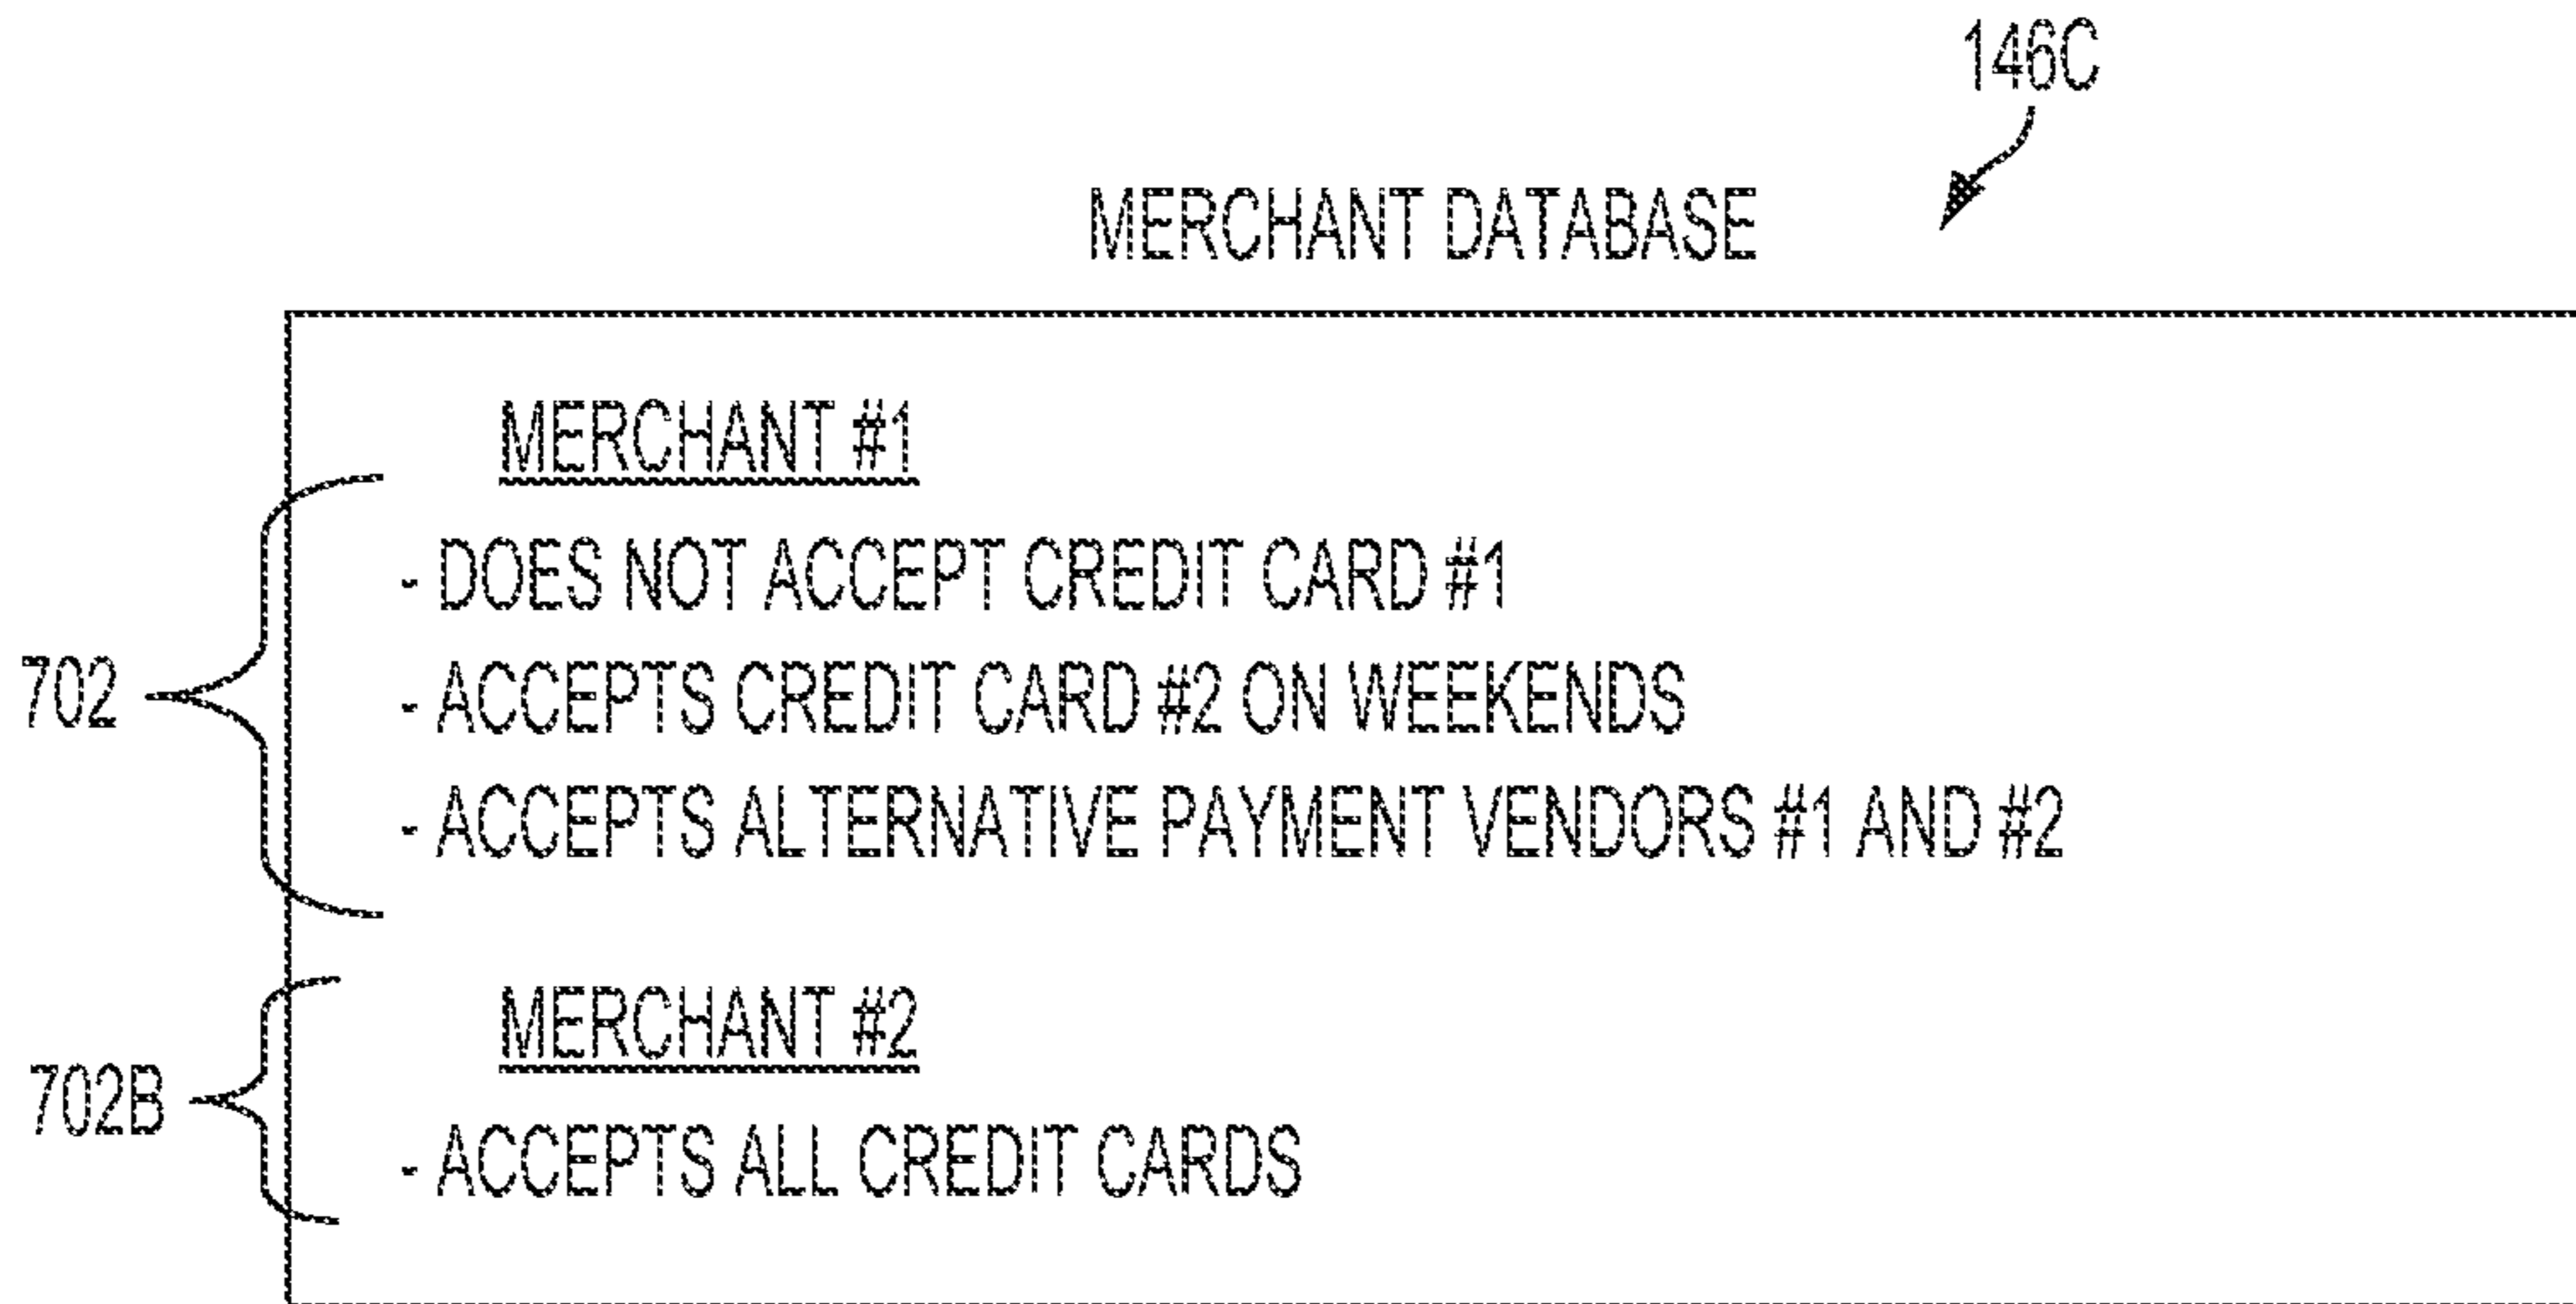 146C
MERCHANT DATABASE
MERCHANT #1
- DOES NOT ACCEPT CREDIT CARD #1
702
- ACCEPTS CREDIT CARD #2 ON WEEKENDS
- ACCEPTS ALTERNATIVE PAYMENT VENDORS #1 AND #2
MERCHANT #2
702B
- ACCEPTS ALL CREDIT CARDS